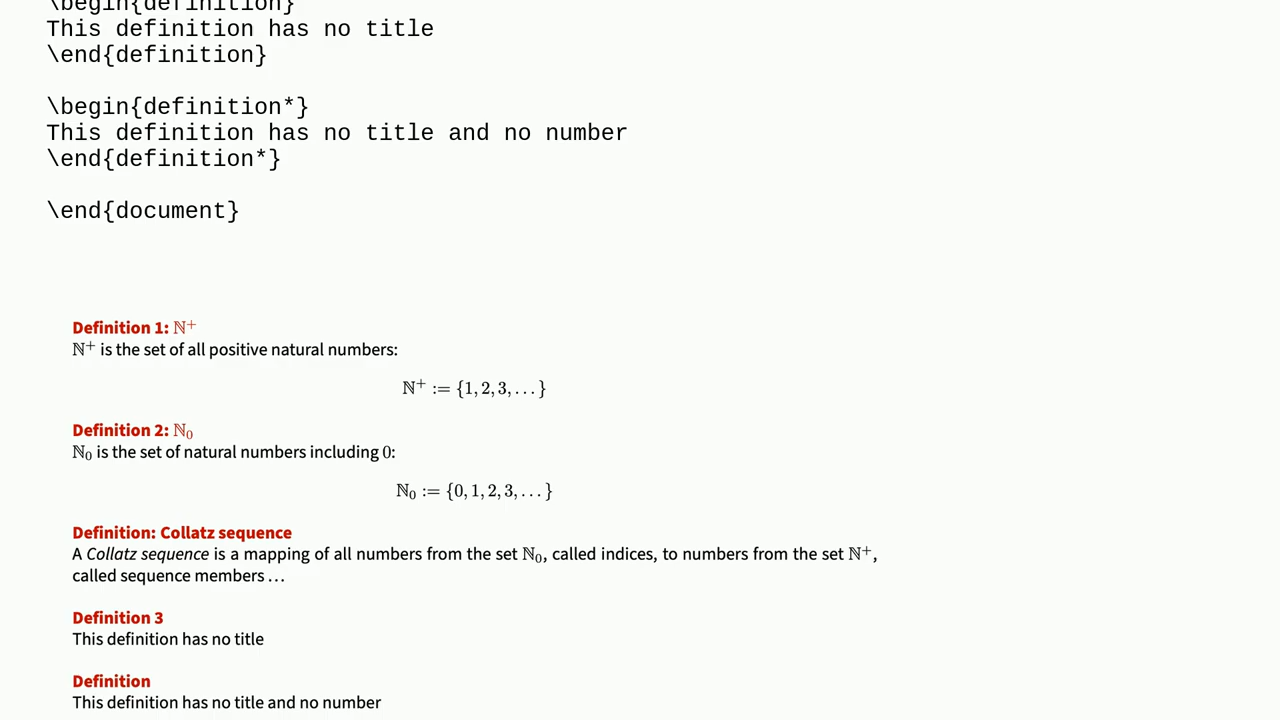 \begin{definition}
This definition has no title
\end{definition}
\begin{definition*}
This definition has no title and no number
\end{definition*}
\end{document}
Definition 1: ℕ⁺
ℕ⁺ is the set of all positive natural numbers:
ℕ⁺ := {1, 2, 3, . . . }
Definition 2: ℕ₀
ℕ₀ is the set of natural numbers including 0:
ℕ₀ := {0, 1, 2, 3, . . . }
Definition: Collatz sequence
A Collatz sequence is a mapping of all numbers from the set ℕ₀, called indices, to numbers from the set ℕ⁺,
called sequence members . . .
Definition 3
This definition has no title
Definition
This definition has no title and no number